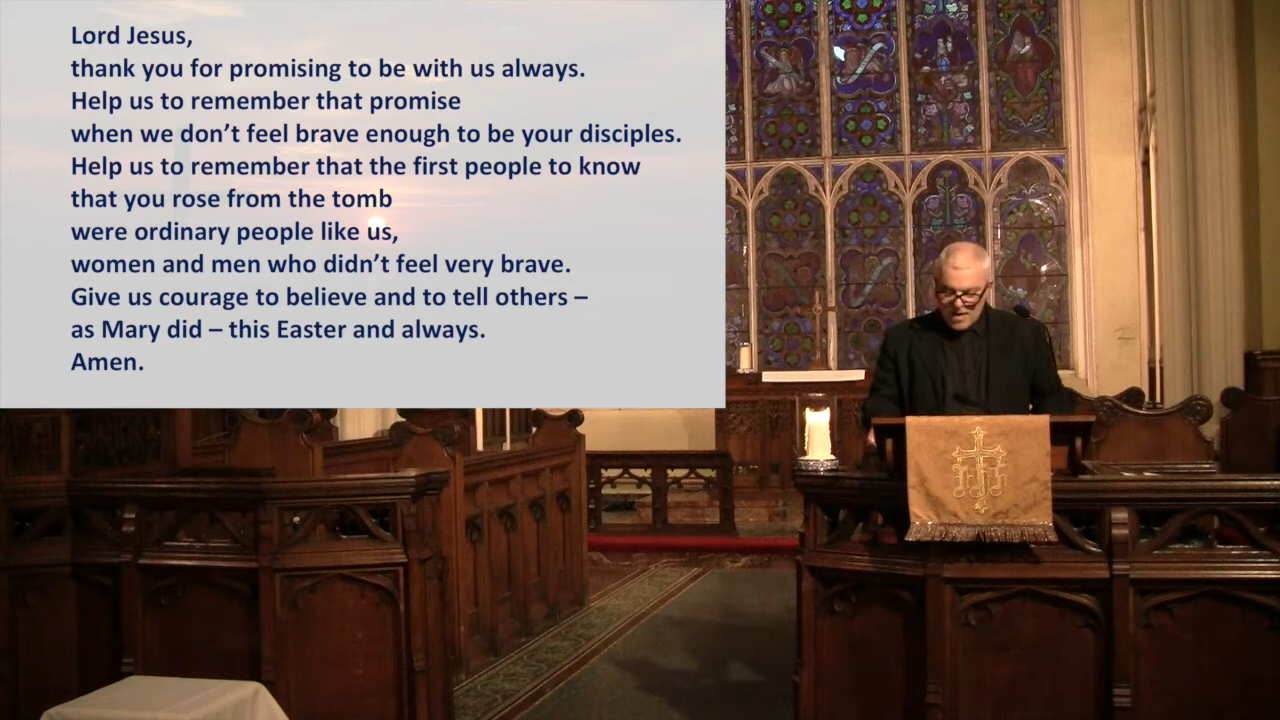 Lord Jesus,
thank you for promising to be with us always.
Help us to remember that promise
when we don’t feel brave enough to be your disciples.
Help us to remember that the first people to know
that you rose from the tomb
were ordinary people like us,
women and men who didn’t feel very brave.
Give us courage to believe and to tell others –
as Mary did – this Easter and always.
Amen.